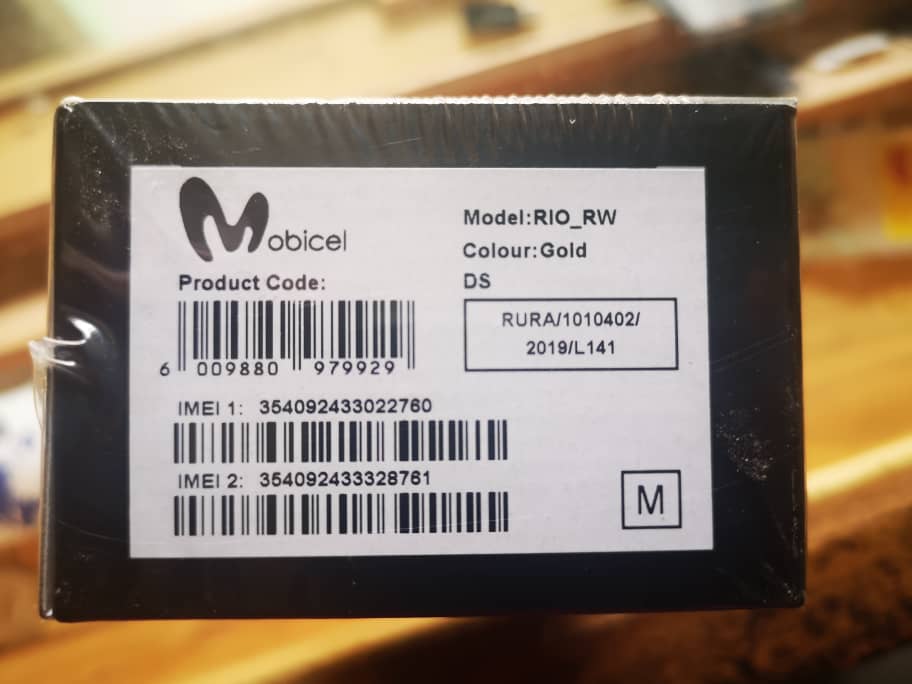 Mobicel
Product Code:
6 009880 979929
IMEI 1: 354092433022760
IMEI 2: 354092433328761
Model:RIO_RW
Colour:Gold
DS
RURA/1010402/
2019/L141
M